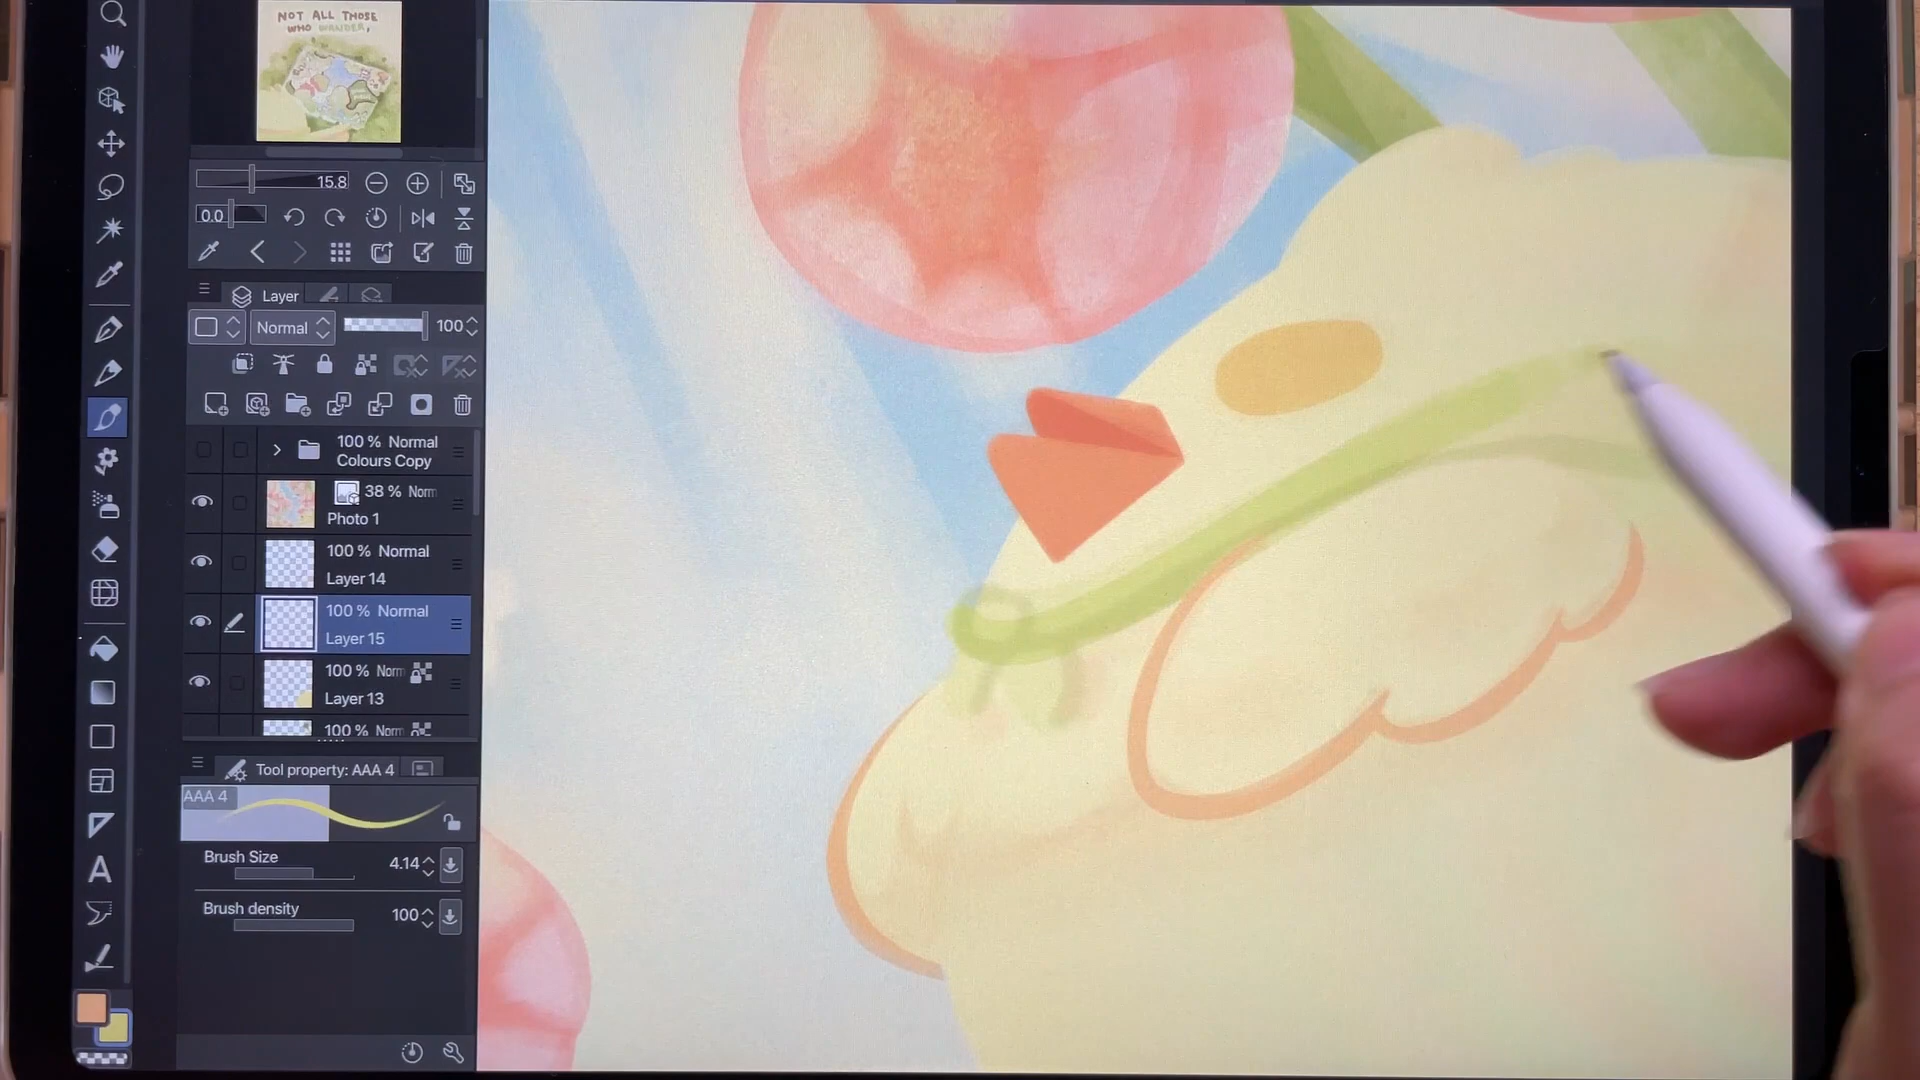 NOT ALL THOSE
WHO WANDER,
15.8
0.0
Layer
Normal
100
100 % Normal
Colours Copy
38 % Norm
Photo 1
100 % Normal
Layer 14
100 % Normal
Layer 15
100 % Norm
Layer 13
100 % Norm
Tool property: AAA 4
AAA 4
Brush Size
4.14
Brush density
100
A